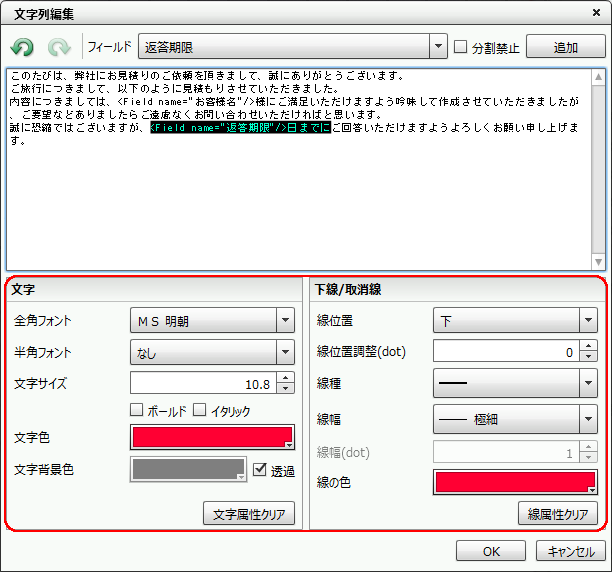 文字列編集
フィールド 返答期限 分割禁止 追加
このたびは、弊社にお見積りのご依頼を頂きまして、誠にありがとうございます。
ご旅行につきまして、以下のように見積もりさせていただきました。
内容につきましては、<Field name="お客様名"/>様にご満足いただけますよう吟味して作成させていただきましたが
、ご要望などありましたらご遠慮なくお問い合わせいただければと思います。
誠に恐縮ではございますが、<Field name="返答期限"/>日までにご回答いただけますようよろしくお願い申し上げま
す。
文字
全角フォント ＭＳ 明朝
半角フォント なし
文字サイズ 10.8
ボールド イタリック
文字色
文字背景色 透過
文字属性クリア
下線/取消線
線位置 下
線位置調整(dot) 0
線種
線幅 極細
線幅(dot) 1
線の色
線属性クリア
OK キャンセル